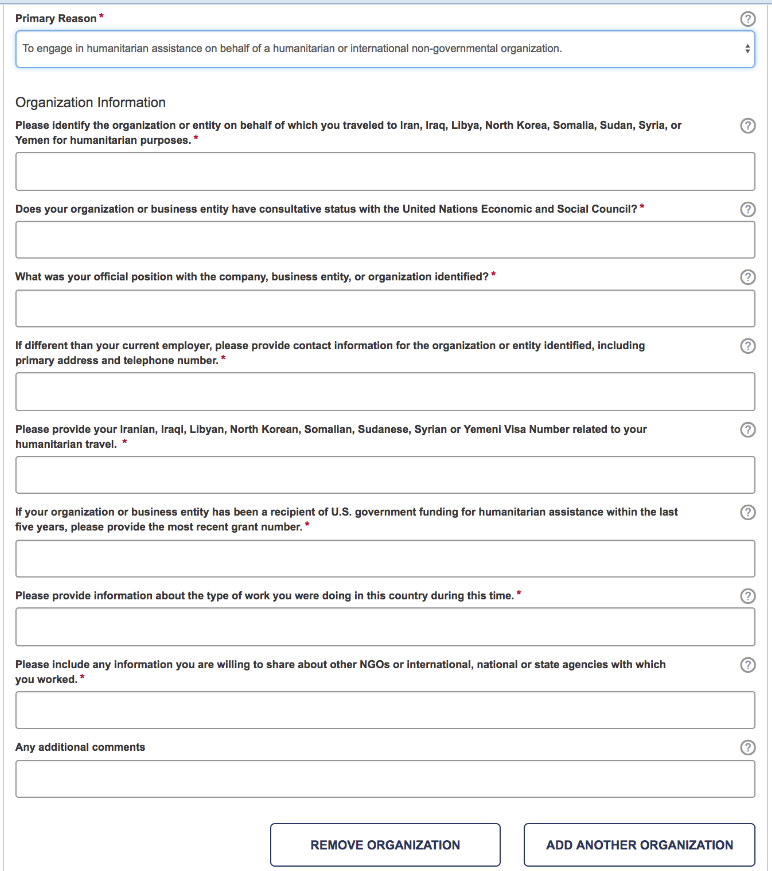 Primary Reason *
?
To engage in humanitarian assistance on behalf of a humanitarian or international non-governmental organization.
Organization Information
Please identify the organization or entity on behalf of which you traveled to Iran, Iraq, Libya, North Korea, Somalia, Sudan, Syria, or
?
Yemen for humanitarian purposes. *
Does your organization or business entity have consultative status with the United Nations Economic and Social Council? *
?
What was your official position with the company, business entity, or organization identified? *
?
If different than your current employer, please provide contact information for the organization or entity identified, including
?
primary address and telephone number. *
Please provide your Iranian, Iraqi, Libyan, North Korean, Somalian, Sudanese, Syrian or Yemeni Visa Number related to your
?
humanitarian travel. *
If your organization or business entity has been a recipient of U.S. government funding for humanitarian assistance within the last
?
five years, please provide the most recent grant number. *
Please provide information about the type of work you were doing in this country during this time. *
?
Please include any information you are willing to share about other NGOs or international, national or state agencies with which
?
you worked. *
Any additional comments
?
REMOVE ORGANIZATION
ADD ANOTHER ORGANIZATION